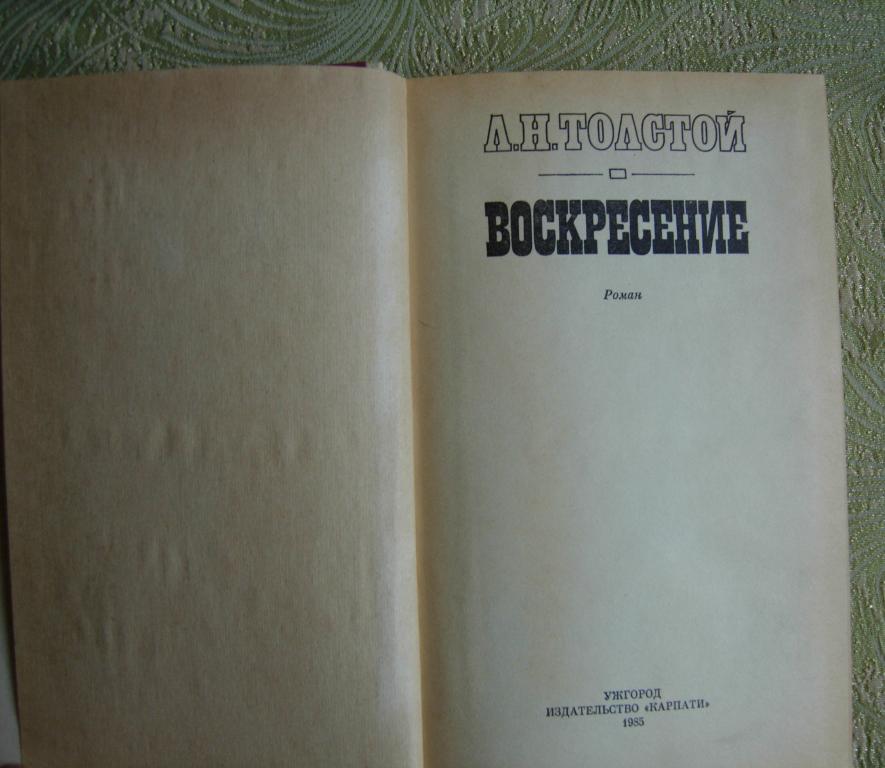 Л.Н.ТОЛСТОЙ
ВОСКРЕСЕНИЕ
Роман
УЖГОРОД
ИЗДАТЕЛЬСТВО «КАРПАТИ»
1985